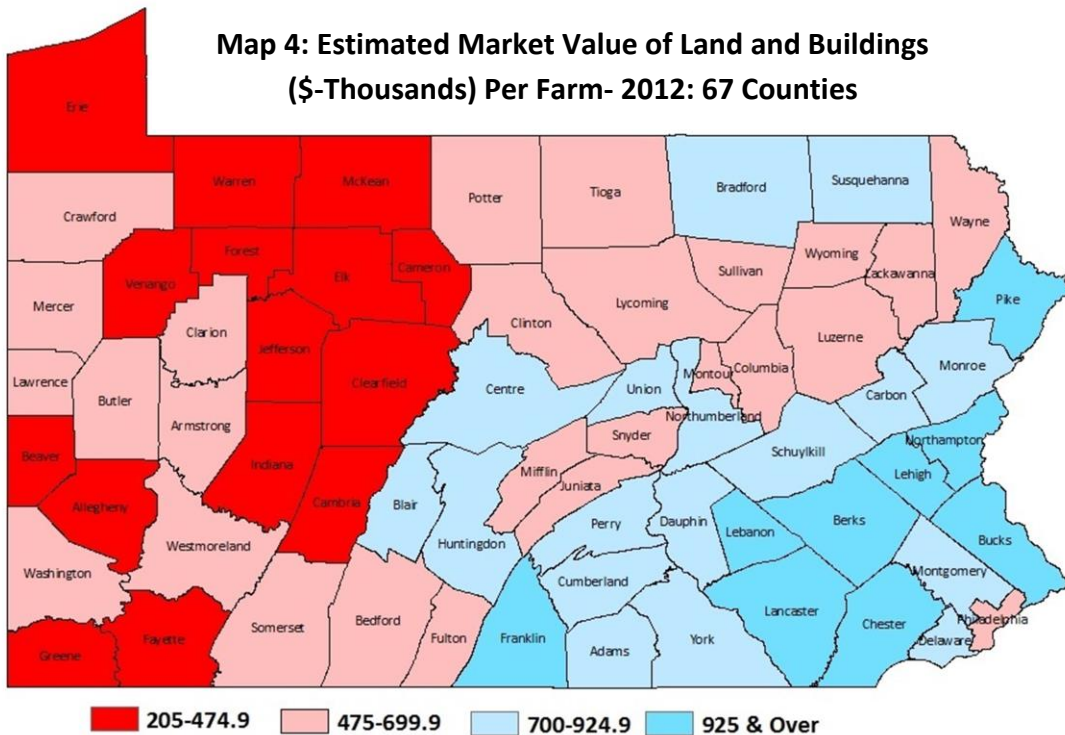 Map 4: Estimated Market Value of Land and Buildings
($-Thousands) Per Farm- 2012: 67 Counties
Erie
Warren
McKean
Crawford
Potter
Tioga
Bradford
Susquehanna
Wayne
Forest
Venango
Elk
Cameron
Sullivan
Wyoming
Lackawanna
Mercer
Clarion
Jefferson
Clinton
Lycoming
Luzerne
Pike
Lawrence
Butler
Armstrong
Clearfield
Centre
Union
Montour
Columbia
Monroe
Carbon
Northumberland
Snyder
Schuylkill
Northampton
Lehigh
Beaver
Allegheny
Indiana
Cambria
Blair
Mifflin
Juniata
Huntingdon
Perry
Dauphin
Lebanon
Berks
Bucks
Westmoreland
Washington
Cumberland
Montgomery
Lancaster
Philadelphia
Chester
Delaware
Greene
Fayette
Somerset
Bedford
Fulton
Franklin
Adams
York
205-474.9 475-699.9 700-924.9 925 & Over